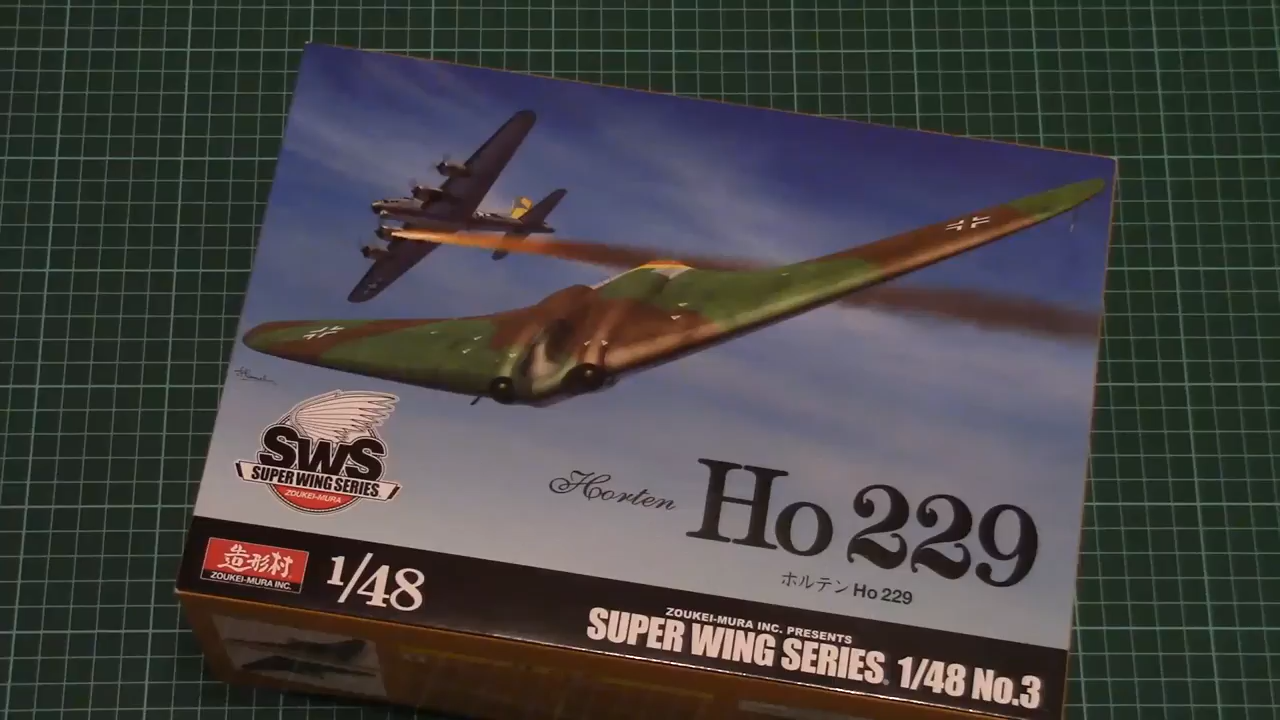 SWS
SUPER WING SERIES
ZOUKEI-MURA
Horten
Ho 229
ホルテン Ho 229
造形村
ZOUKEI-MURA INC.
1/48
ZOUKEI-MURA INC. PRESENTS
SUPER WING SERIES. 1/48 No.3